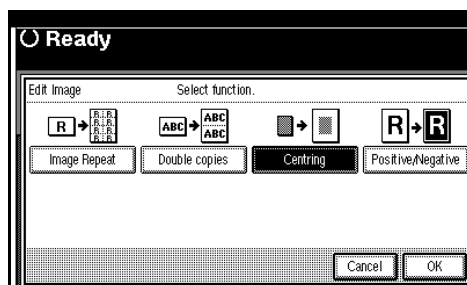 Ready
Edit Image Select function.
R R R R R R R R R
ABC ABC ABC
R R
Image Repeat Double copies Centring Positive/Negative
Cancel OK